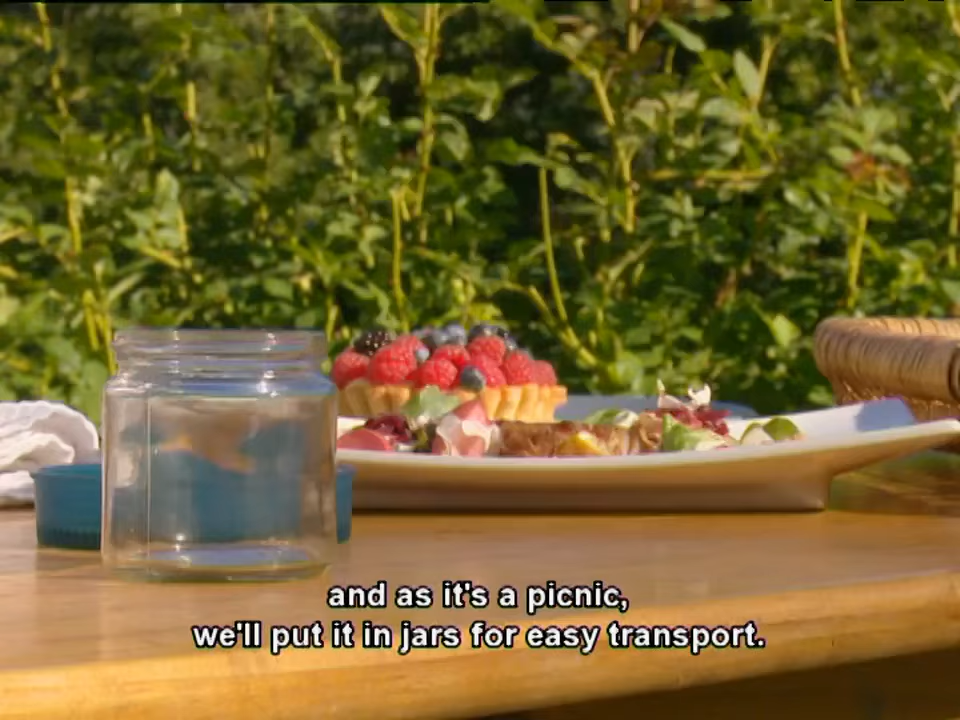 and as it's a picnic,
we'll put it in jars for easy transport.